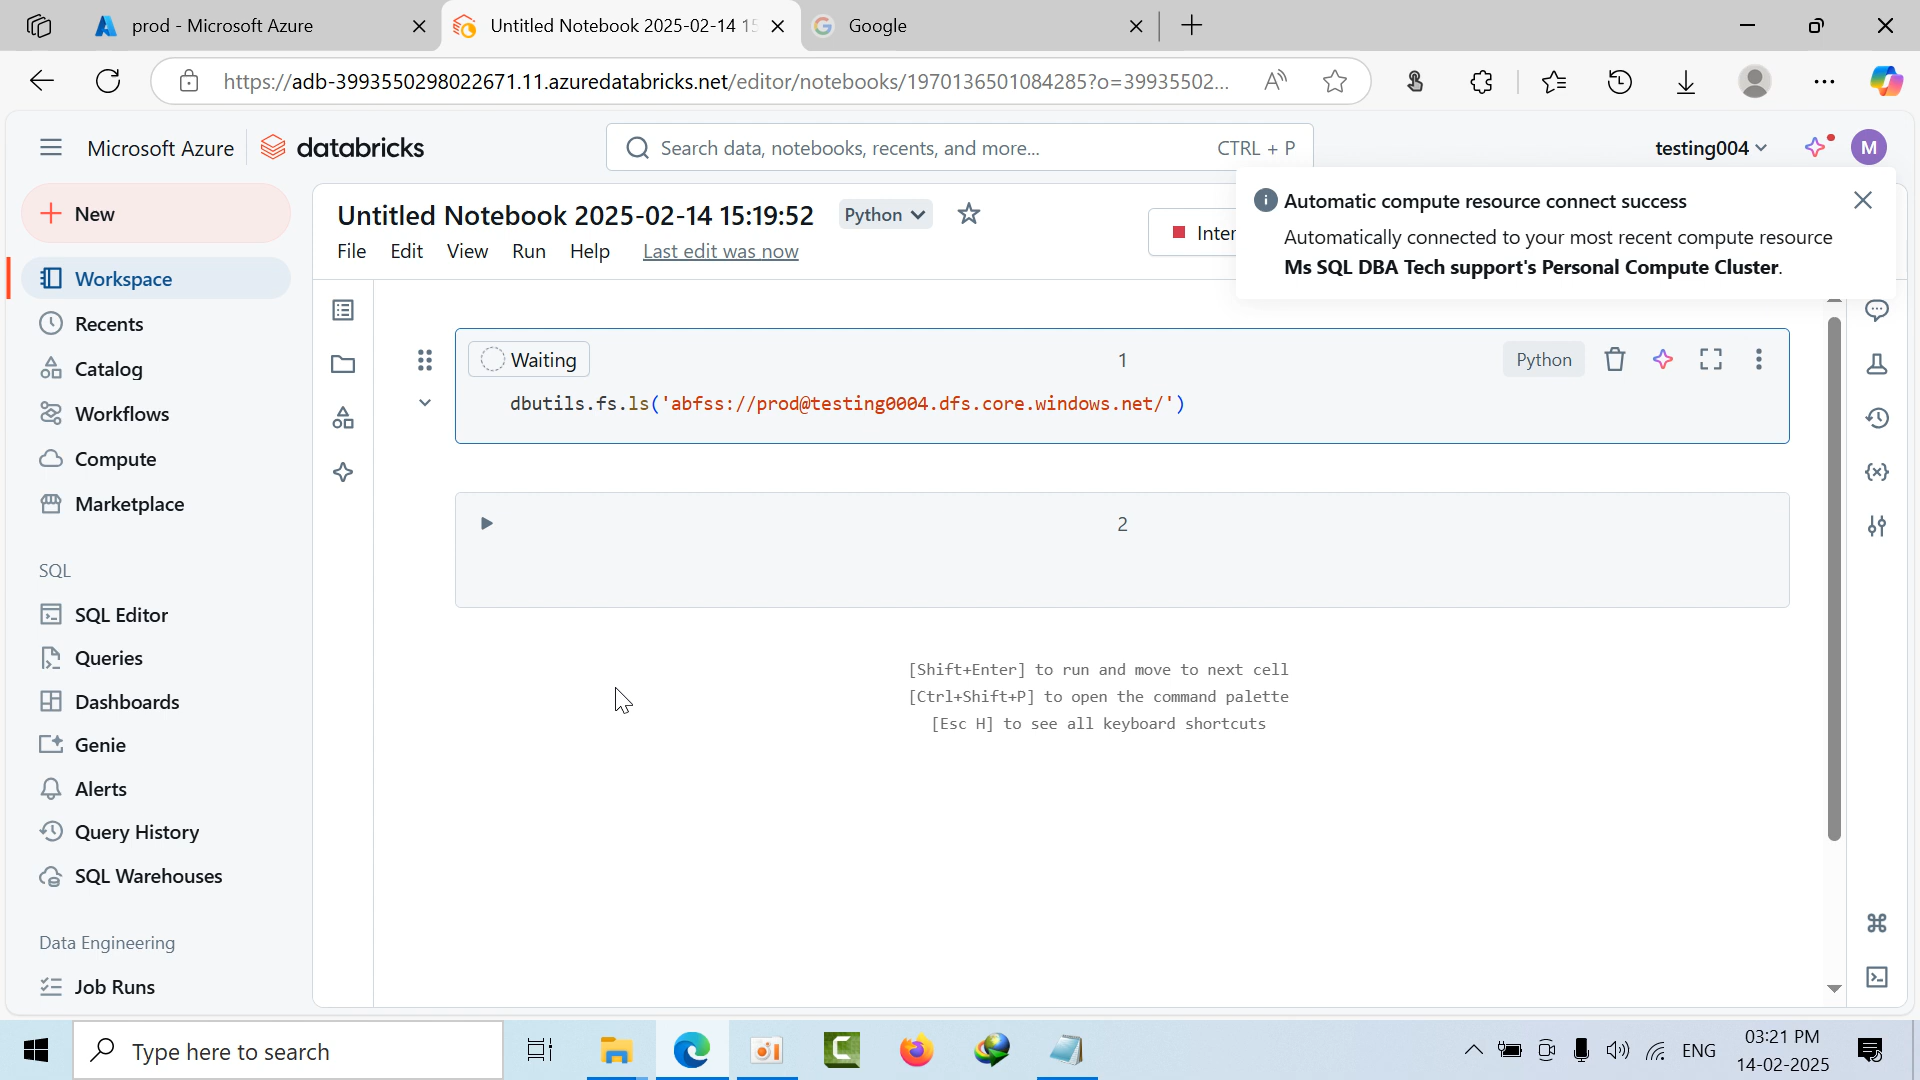 prod - Microsoft Azure
Untitled Notebook 2025-02-14 15
Google
https://adb-3993550298022671.11.azuredatabricks.net/editor/notebooks/1970136501084285?o=39935502...
Microsoft Azure
databricks
Search data, notebooks, recents, and more...
CTRL + P
testing004
M
New
Untitled Notebook 2025-02-14 15:19:52
Python
File Edit View Run Help Last edit was now
Inter
Automatic compute resource connect success
Automatically connected to your most recent compute resource
Ms SQL DBA Tech support's Personal Compute Cluster.
Workspace
Recents
Catalog
Workflows
Compute
Marketplace
SQL
SQL Editor
Queries
Dashboards
Genie
Alerts
Query History
SQL Warehouses
Data Engineering
Job Runs
Waiting
1
Python
dbutils.fs.ls('abfss://prod@testing0004.dfs.core.windows.net/')
2
[Shift+Enter] to run and move to next cell
[Ctrl+Shift+P] to open the command palette
[Esc H] to see all keyboard shortcuts
Type here to search
ENG
03:21 PM
14-02-2025